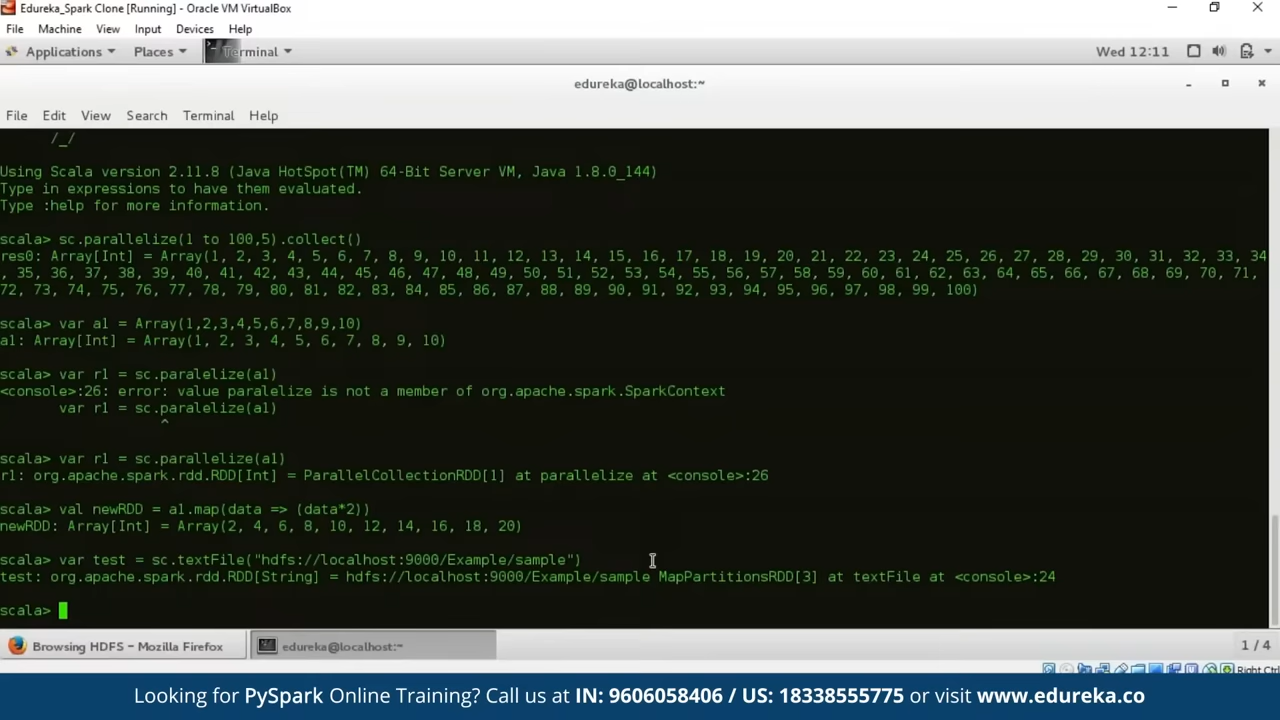 Edureka_Spark Clone [Running] - Oracle VM VirtualBox
File Machine View Input Devices Help
Applications Places Terminal Wed 12:11
edureka@localhost:~
File Edit View Search Terminal Help
/_/
Using Scala version 2.11.8 (Java HotSpot(TM) 64-Bit Server VM, Java 1.8.0_144)
Type in expressions to have them evaluated.
Type :help for more information.
scala> sc.parallelize(1 to 100,5).collect()
res0: Array[Int] = Array(1, 2, 3, 4, 5, 6, 7, 8, 9, 10, 11, 12, 13, 14, 15, 16, 17, 18, 19, 20, 21, 22, 23, 24, 25, 26, 27, 28, 29, 30, 31, 32, 33, 34
, 35, 36, 37, 38, 39, 40, 41, 42, 43, 44, 45, 46, 47, 48, 49, 50, 51, 52, 53, 54, 55, 56, 57, 58, 59, 60, 61, 62, 63, 64, 65, 66, 67, 68, 69, 70, 71,
72, 73, 74, 75, 76, 77, 78, 79, 80, 81, 82, 83, 84, 85, 86, 87, 88, 89, 90, 91, 92, 93, 94, 95, 96, 97, 98, 99, 100)
scala> var a1 = Array(1,2,3,4,5,6,7,8,9,10)
a1: Array[Int] = Array(1, 2, 3, 4, 5, 6, 7, 8, 9, 10)
scala> var r1 = sc.paralelize(a1)
<console>:26: error: value paralelize is not a member of org.apache.spark.SparkContext
var r1 = sc.paralelize(a1)
^
scala> var r1 = sc.parallelize(a1)
r1: org.apache.spark.rdd.RDD[Int] = ParallelCollectionRDD[1] at parallelize at <console>:26
scala> val newRDD = a1.map(data => (data*2))
newRDD: Array[Int] = Array(2, 4, 6, 8, 10, 12, 14, 16, 18, 20)
scala> var test = sc.textFile("hdfs://localhost:9000/Example/sample")
test: org.apache.spark.rdd.RDD[String] = hdfs://localhost:9000/Example/sample MapPartitionsRDD[3] at textFile at <console>:24
scala>
Browsing HDFS - Mozilla Firefox edureka@localhost:~ 1 / 4
Right Ctrl
Looking for PySpark Online Training? Call us at IN: 9606058406 / US: 18338555775 or visit www.edureka.co